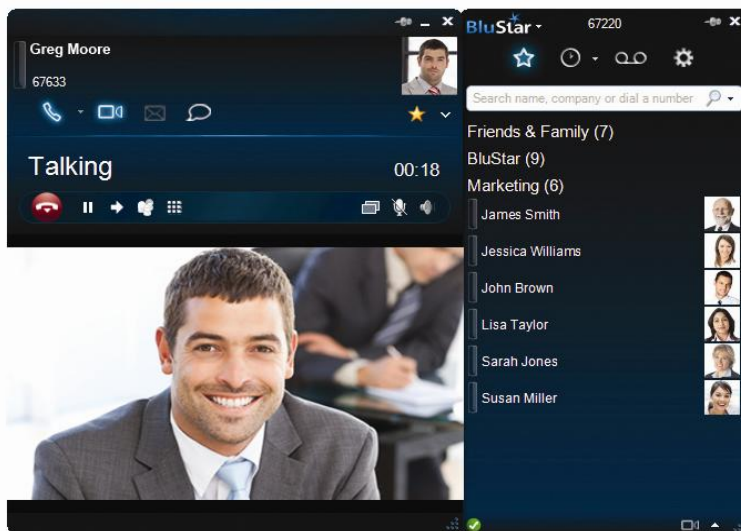 Greg Moore
67633
Talking
00:18
BluStar
67220
Search name, company or dial a number
Friends & Family (7)
BluStar (9)
Marketing (6)
James Smith
Jessica Williams
John Brown
Lisa Taylor
Sarah Jones
Susan Miller